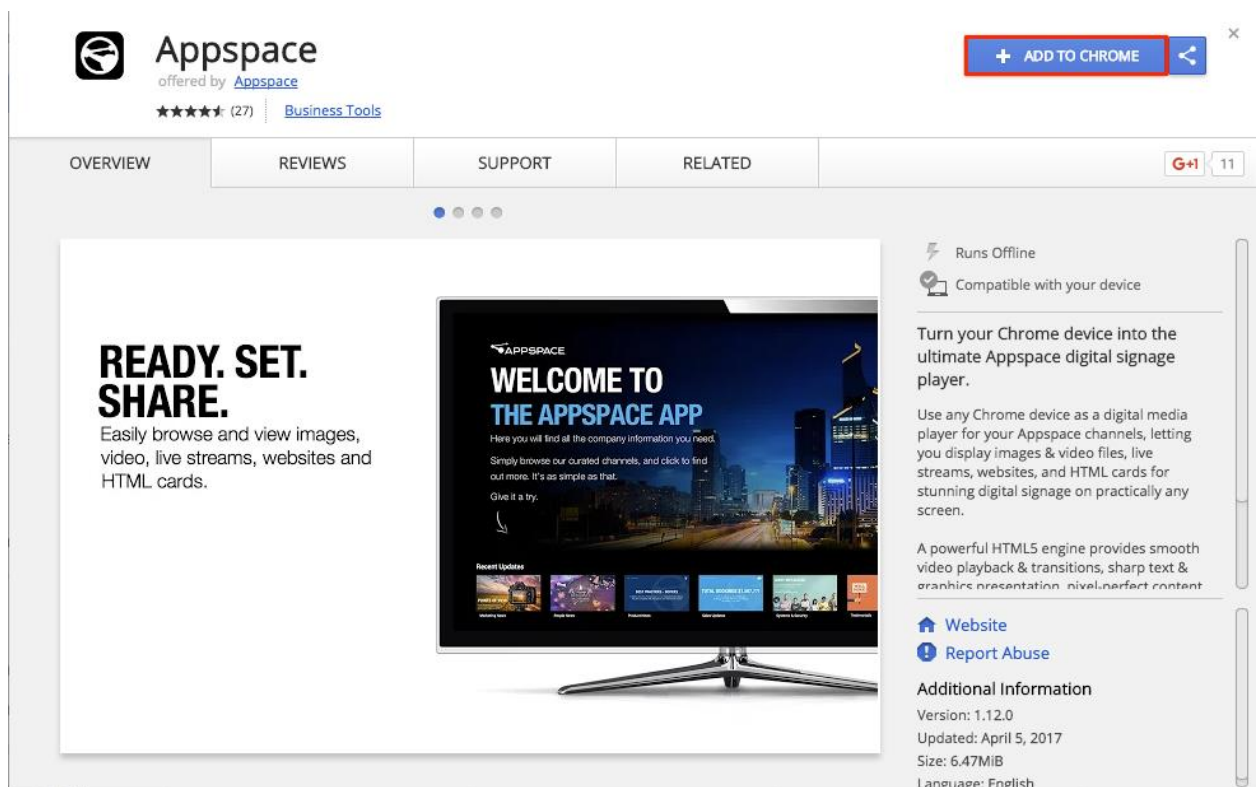 Appspace
offered by Appspace
(27) Business Tools
+ ADD TO CHROME
OVERVIEW
REVIEWS
SUPPORT
RELATED
G+1 11
READY. SET.
SHARE.
Easily browse and view images,
video, live streams, websites and
HTML cards.
APPSPACE
WELCOME TO
THE APPSPACE APP
Here you will find all the company information you need.
Simply browse our curated channels, and click to find
out more. It's as simple as that.
Give it a try.
Recent Updates
Runs Offline
Compatible with your device
Turn your Chrome device into the
ultimate Appspace digital signage
player.
Use any Chrome device as a digital media
player for your Appspace channels, letting
you display images & video files, live
streams, websites, and HTML cards for
stunning digital signage on practically any
screen.
A powerful HTML5 engine provides smooth
video playback & transitions, sharp text &
graphics presentation, pixel-perfect content
Website
Report Abuse
Additional Information
Version: 1.12.0
Updated: April 5, 2017
Size: 6.47MiB
Language: English